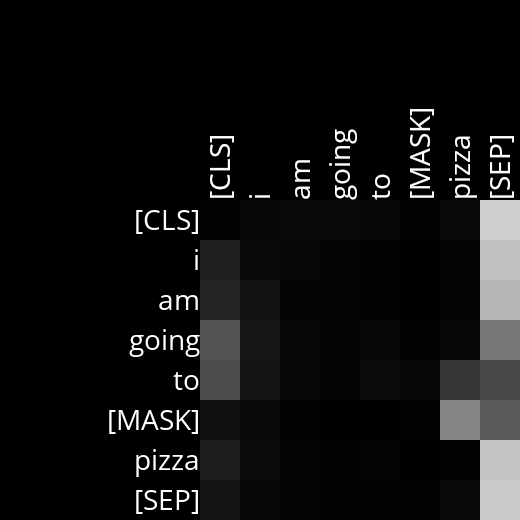 [CLS] i am going to [MASK] pizza [SEP]
[CLS]
i
am
going
to
[MASK]
pizza
[SEP]